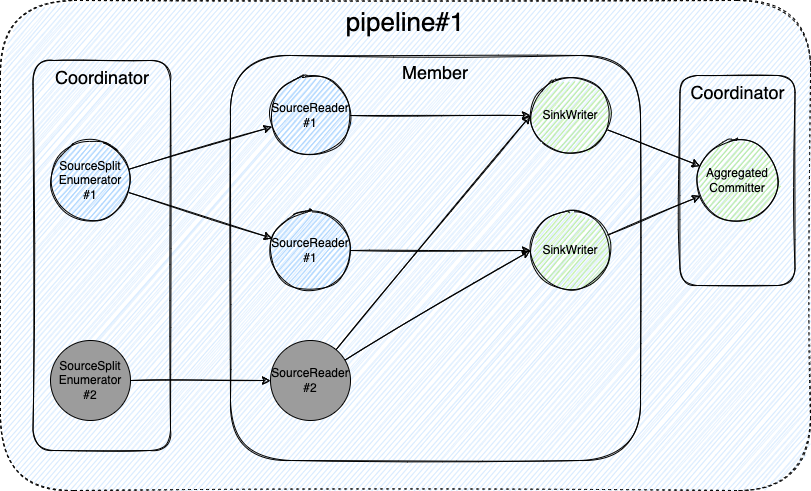 pipeline#1
Coordinator
SourceSplit
Enumerator
#1
SourceSplit
Enumerator
#2
Member
SourceReader
#1
SourceReader
#1
SourceReader
#2
SinkWriter
SinkWriter
Coordinator
Aggregated
Committer